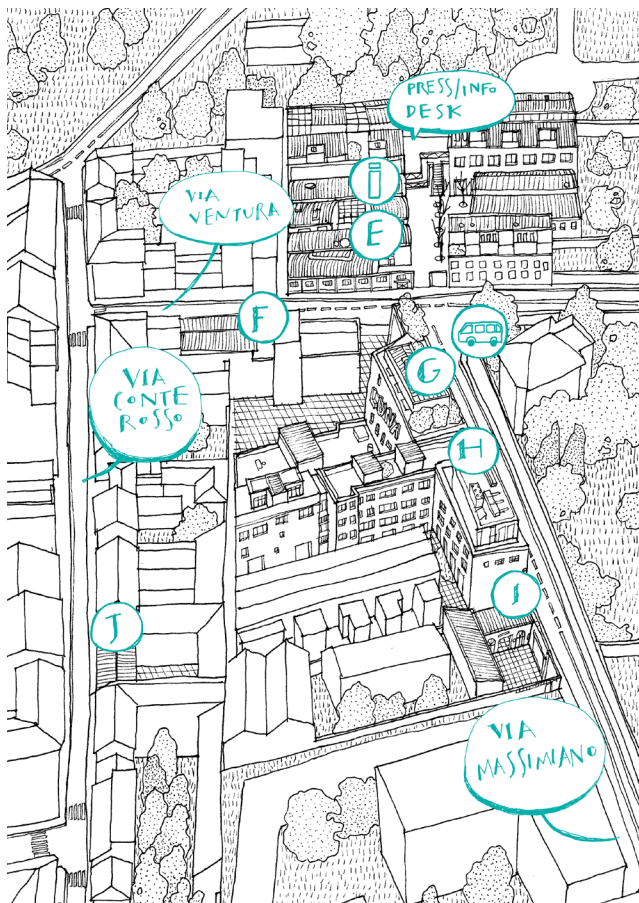 PRESS/INFO
DESK
i
VIA
VENTURA
E
F
G
VIA
CONTE
ROSSO
H
I
J
VIA
MASSIMIANO